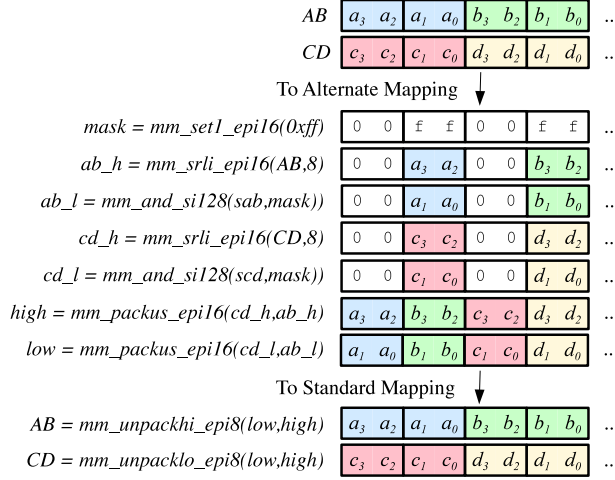 AB a3 a2 a1 a0 b3 b2 b1 b0 ..
CD c3 c2 c1 c0 d3 d2 d1 d0 ..
To Alternate Mapping
mask = mm_set1_epi16(0xff) 0 0 f f 0 0 f f ..
ab_h = mm_srli_epi16(AB,8) 0 0 a3 a2 0 0 b3 b2 ..
ab_l = mm_and_si128(sab,mask)) 0 0 a1 a0 0 0 b1 b0 ..
cd_h = mm_srli_epi16(CD,8) 0 0 c3 c2 0 0 d3 d2 ..
cd_l = mm_and_si128(scd,mask)) 0 0 c1 c0 0 0 d1 d0 ..
high = mm_packus_epi16(cd_h,ab_h) a3 a2 b3 b2 c3 c2 d3 d2 ..
low = mm_packus_epi16(cd_l,ab_l) a1 a0 b1 b0 c1 c0 d1 d0 ..
To Standard Mapping
AB = mm_unpackhi_epi8(low,high) a3 a2 a1 a0 b3 b2 b1 b0 ..
CD = mm_unpacklo_epi8(low,high) c3 c2 c1 c0 d3 d2 d1 d0 ..